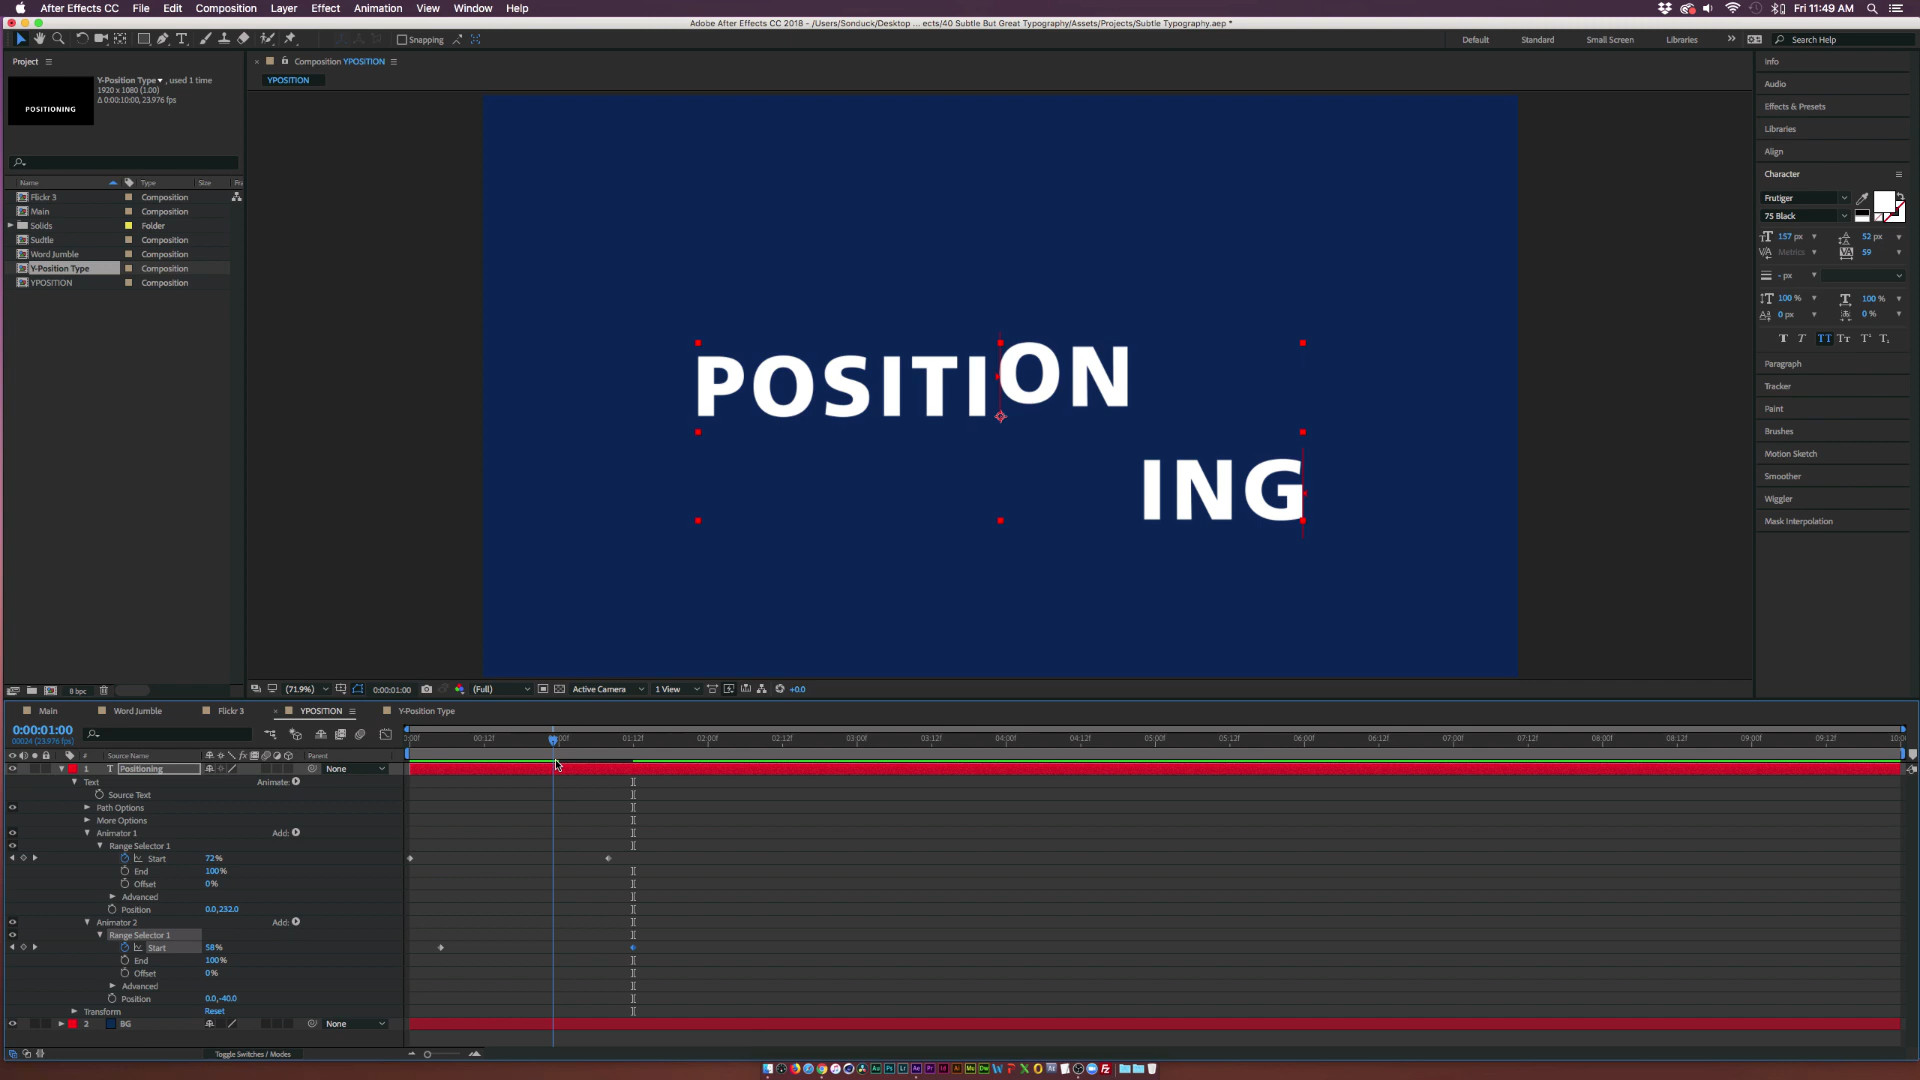 After Effects CC File Edit Composition Layer Effect Animation View Window Help Fri 11:49 AM
Adobe After Effects CC 2018 - /Users/Sonduck/Desktop ... ects/40 Subtle But Great Typography/Assets/Projects/Subtle Typography.aep *
Snapping Default Standard Small Screen Libraries Search Help
Project
Composition YPOSITION
YPOSITION
Y-Position Type, used 1 time
1920 x 1080 (1.00)
Δ 0:00:10:00, 23.976 fps
POSITIONING
Name Type Size Fra
Flickr 3 Composition
Main Composition
Solids Folder
Sudtle Composition
Word Jumble Composition
Y-Position Type Composition
YPOSITION Composition
POSITION
ING
Info
Audio
Effects & Presets
Libraries
Align
Character
Frutiger
75 Black
157 px 52 px
Metrics 59
- px
100 % 100 %
0 px 0 %
Paragraph
Tracker
Paint
Brushes
Motion Sketch
Smoother
Wiggler
Mask Interpolation
8 bpc (71.9%) 0:00:01:00 (Full) Active Camera 1 View +0.0
Main Word Jumble Flickr 3 YPOSITION Y-Position Type
0:00:01:00
00024 (23.976 fps)
:00f 00:12f :00f 01:12f 02:00f 02:12f 03:00f 03:12f 04:00f 04:12f 05:00f 05:12f 06:00f 06:12f 07:00f 07:12f 08:00f 08:12f 09:00f 09:12f 10:0
# Source Name Parent
1 T Positioning None
Text Animate:
Source Text
Path Options
More Options
Animator 1 Add:
Range Selector 1
Start 72%
End 100%
Offset 0%
Advanced
Position 0.0,232.0
Animator 2 Add:
Range Selector 1
Start 58%
End 100%
Offset 0%
Advanced
Position 0.0,-40.0
Transform Reset
2 BG None
Toggle Switches / Modes